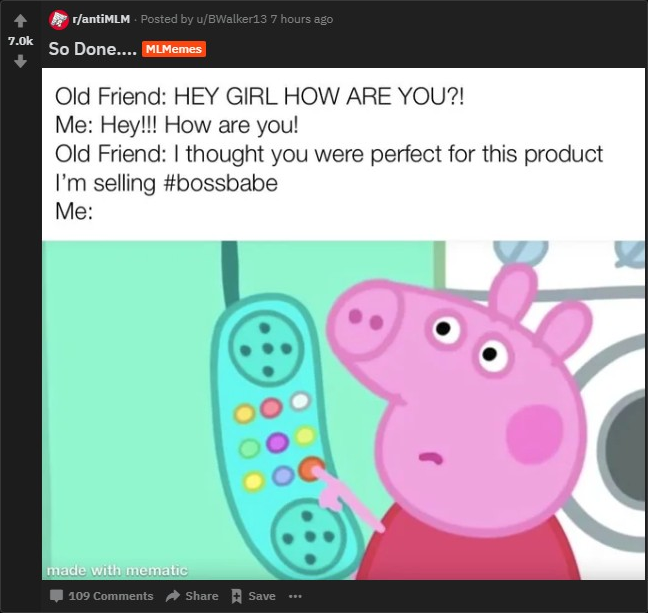 r/antiMLM · Posted by u/BWalker13 7 hours ago
7.0k
So Done.... MLMemes
Old Friend: HEY GIRL HOW ARE YOU?!
Me: Hey!!! How are you!
Old Friend: I thought you were perfect for this product
I'm selling #bossbabe
Me:
made with mematic
109 Comments Share Save ...